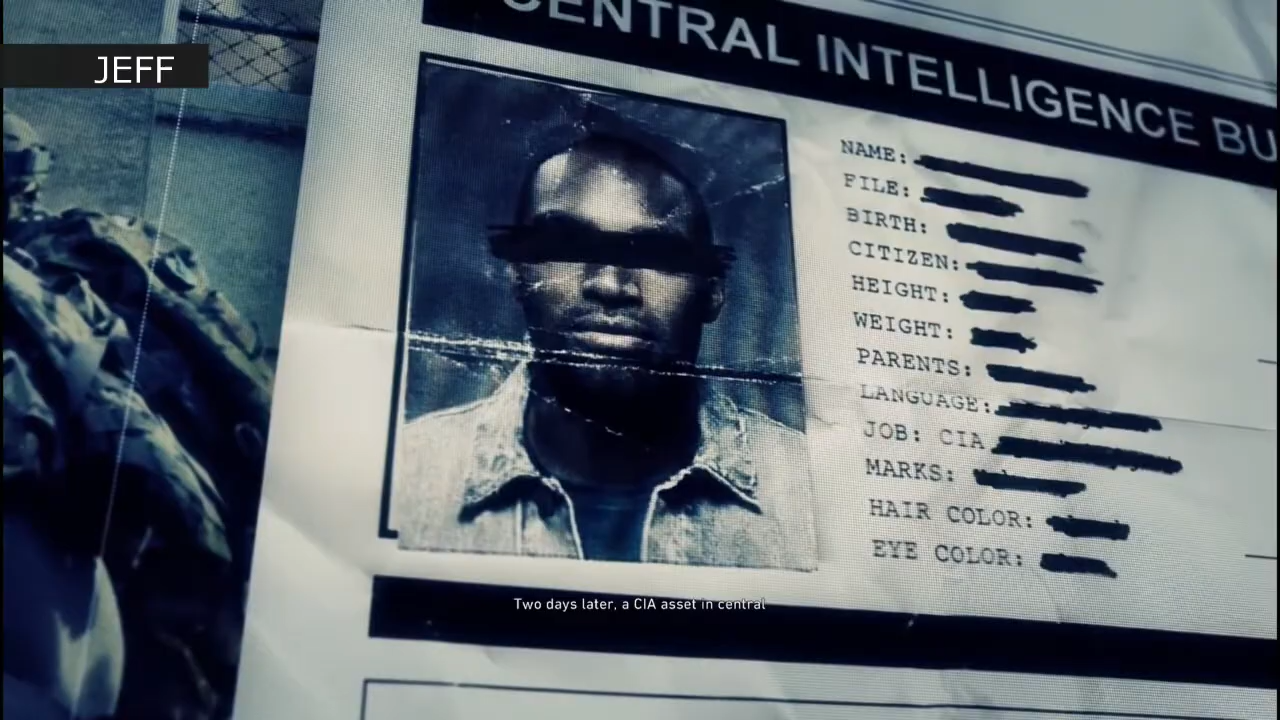 JEFF
CENTRAL INTELLIGENCE BU
NAME:
FILE:
BIRTH:
CITIZEN:
HEIGHT:
WEIGHT:
PARENTS:
LANGUAGE:
JOB: CIA
MARKS:
HAIR COLOR:
EYE COLOR:
Two days later, a CIA asset in central